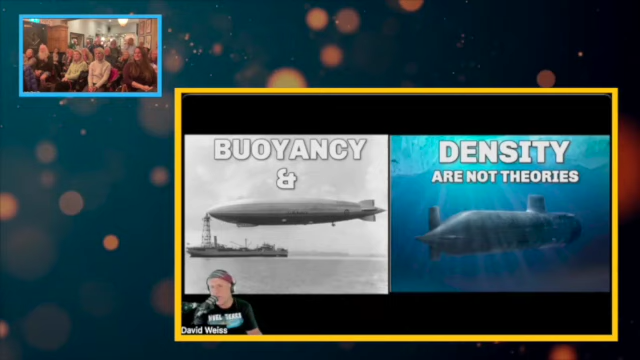 BUOYANCY
&
DENSITY
ARE NOT THEORIES
David Weiss